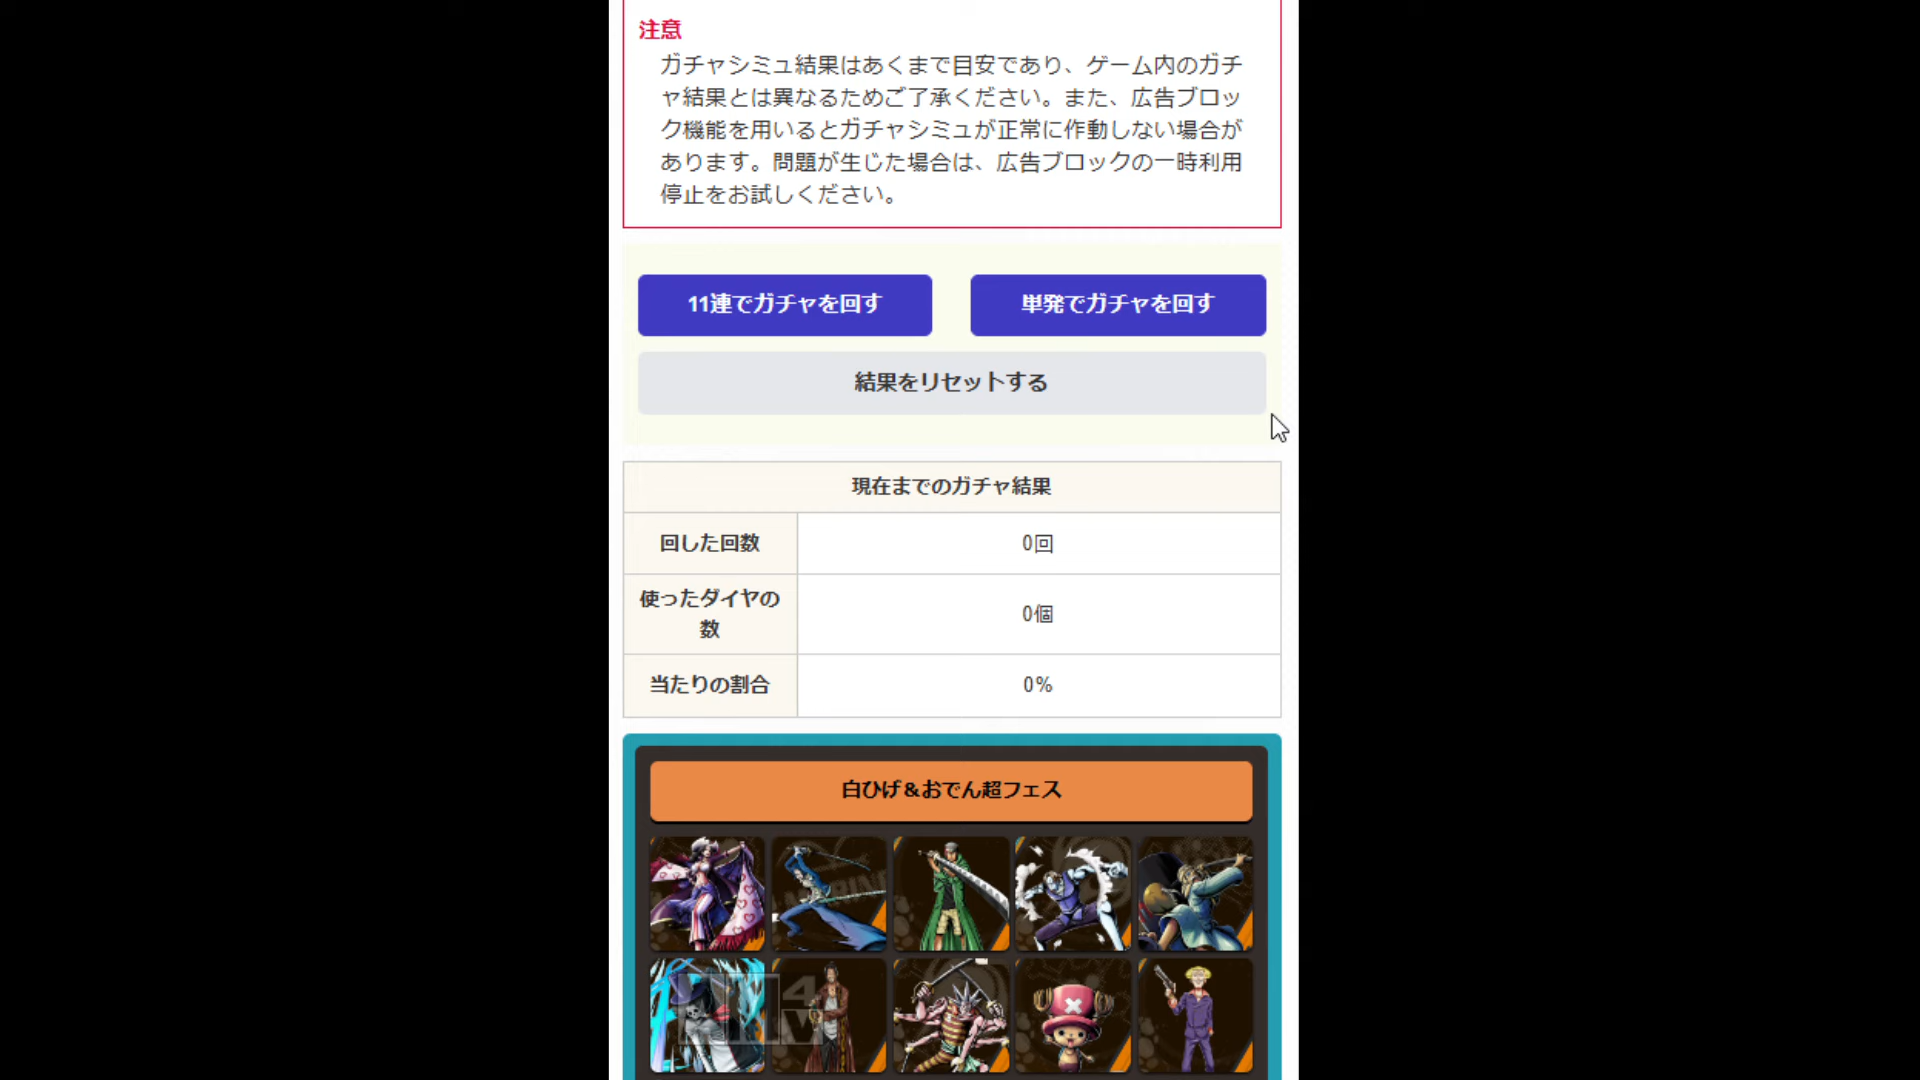 注意
ガチャシミュ結果はあくまで目安であり、ゲーム内のガチ
ャ結果とは異なるためご了承ください。また、広告ブロッ
ク機能を用いるとガチャシミュが正常に作動しない場合が
あります。問題が生じた場合は、広告ブロックの一時利用
停止をお試しください。
11連でガチャを回す
単発でガチャを回す
結果をリセットする
現在までのガチャ結果
回した回数
0回
使ったダイヤの
数
0個
当たりの割合
0%
白ひげ&おでん超フェス